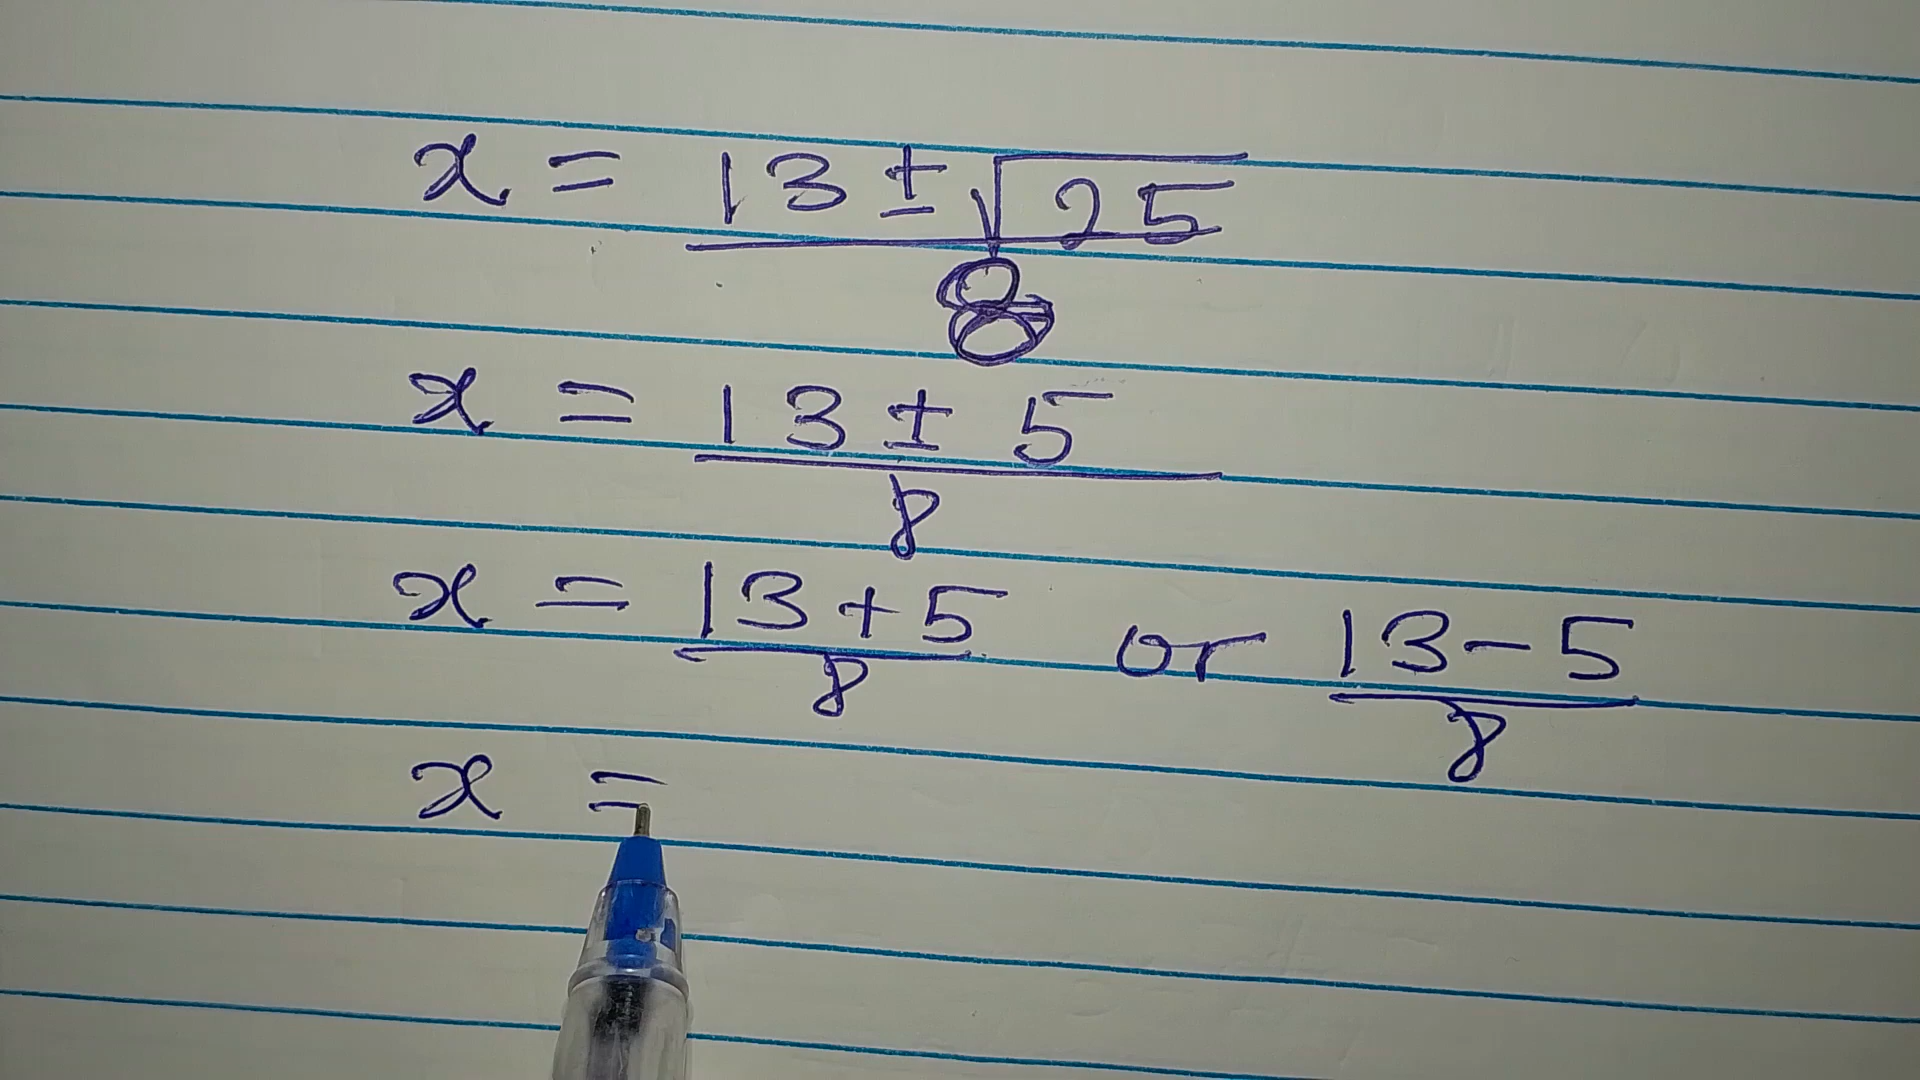 x = (13 ± √25) / 8
x = (13 ± 5) / 8
x = (13 + 5) / 8 or (13 - 5) / 8
x =